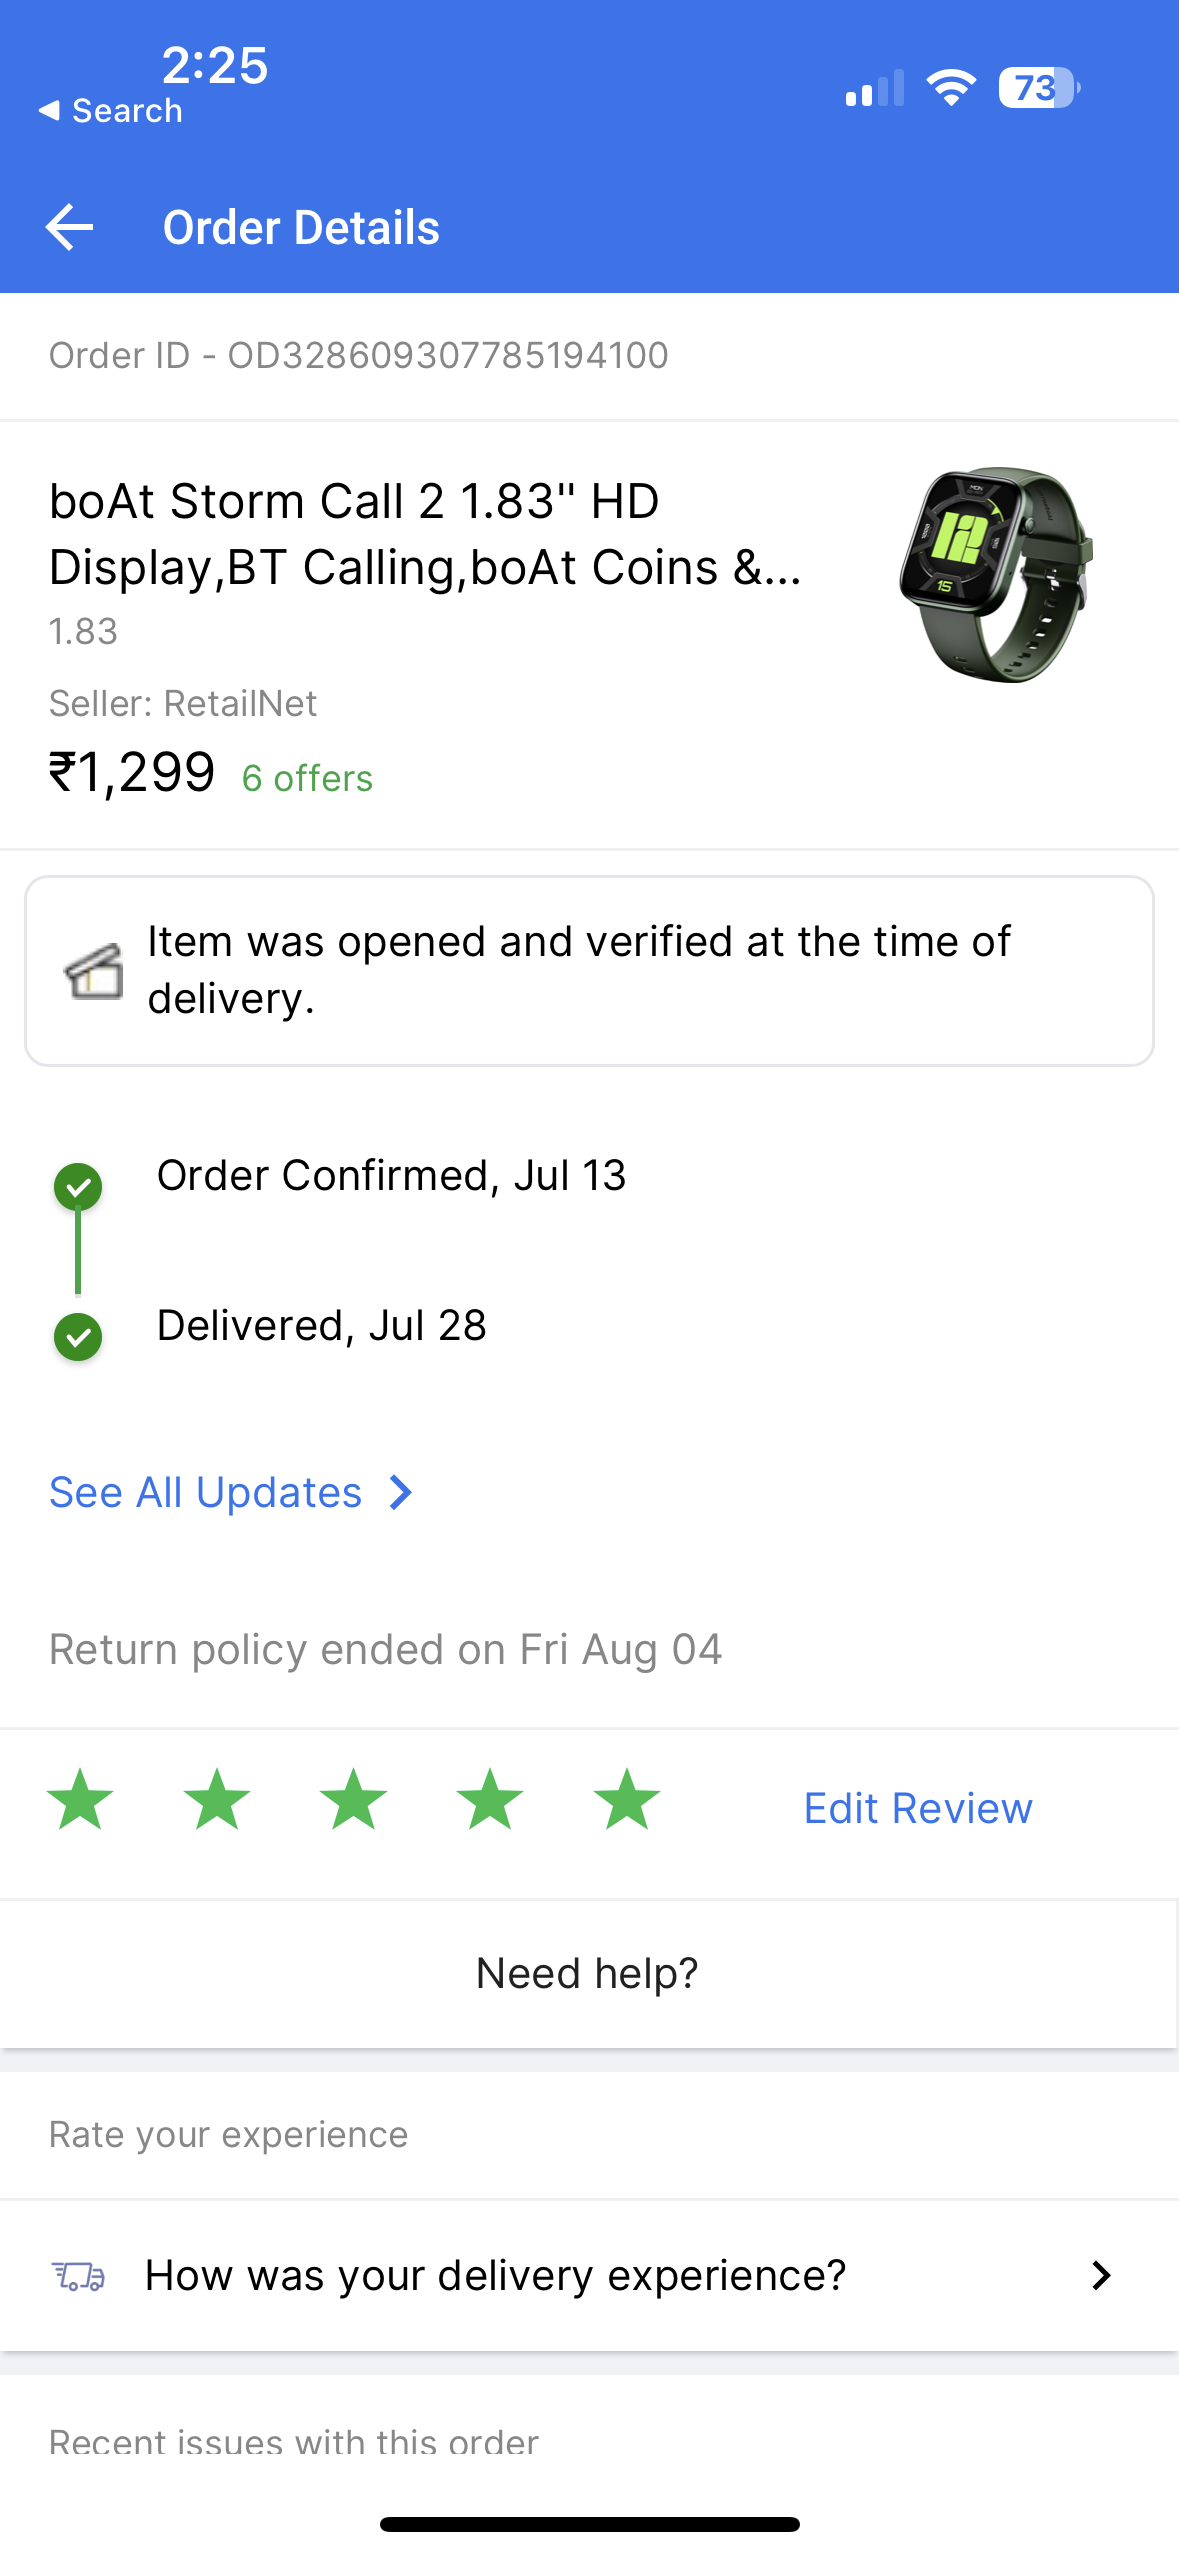 2:25
◀ Search
73
Order Details
Order ID - OD328609307785194100
boAt Storm Call 2 1.83" HD
Display,BT Calling,boAt Coins &...
1.83
Seller: RetailNet
₹1,299 6 offers
Item was opened and verified at the time of
delivery.
Order Confirmed, Jul 13
Delivered, Jul 28
See All Updates
Return policy ended on Fri Aug 04
Edit Review
Need help?
Rate your experience
How was your delivery experience?
Recent issues with this order